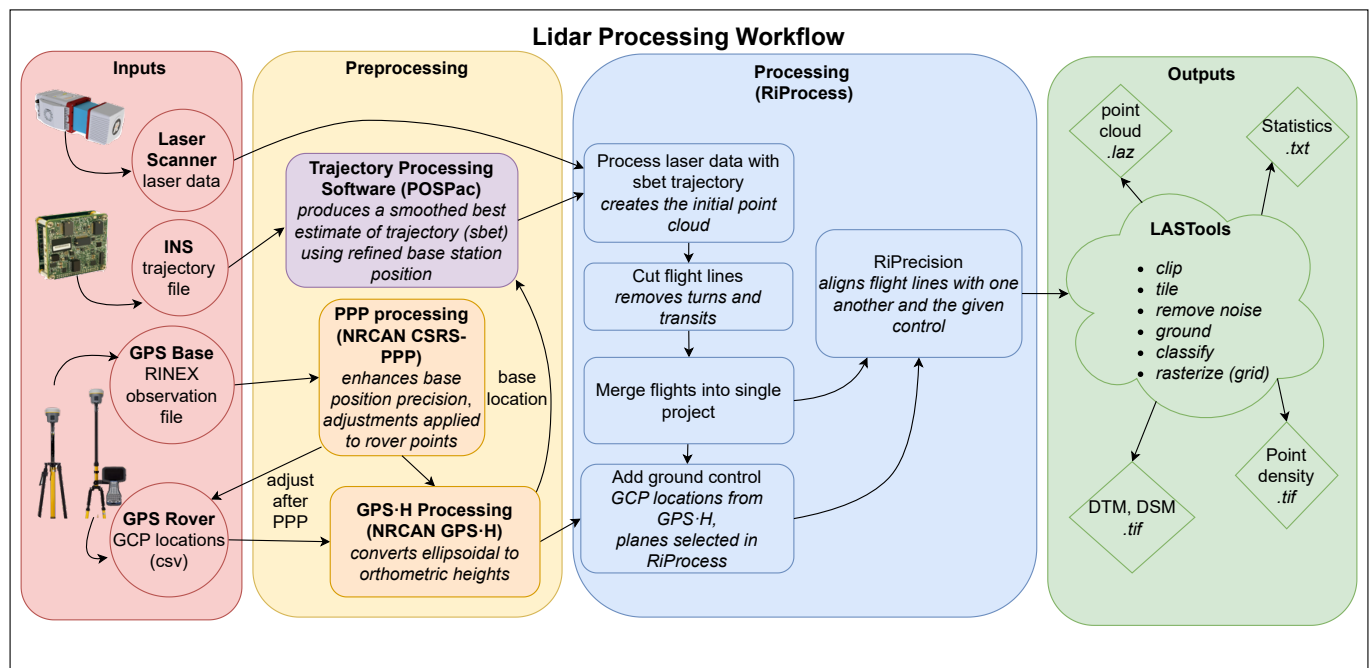 Lidar Processing Workflow
Inputs
Laser
Scanner
laser data
INS
trajectory
file
GPS Base
RINEX
observation
file
GPS Rover
GCP locations
(csv)
Preprocessing
Trajectory Processing
Software (POSPac)
produces a smoothed best
estimate of trajectory (sbet)
using refined base station
position
PPP processing
(NRCAN CSRS-
PPP)
enhances base
position precision,
adjustments applied
to rover points
base
location
adjust
after
PPP
GPS·H Processing
(NRCAN GPS·H)
converts ellipsoidal to
orthometric heights
Processing
(RiProcess)
Process laser data with
sbet trajectory
creates the initial point
cloud
Cut flight lines
removes turns and
transits
Merge flights into single
project
Add ground control
GCP locations from
GPS·H,
planes selected in
RiProcess
RiPrecision
aligns flight lines with one
another and the given
control
Outputs
point
cloud
.laz
Statistics
.txt
LASTools
• clip
• tile
• remove noise
• ground
• classify
• rasterize (grid)
DTM, DSM
.tif
Point
density
.tif